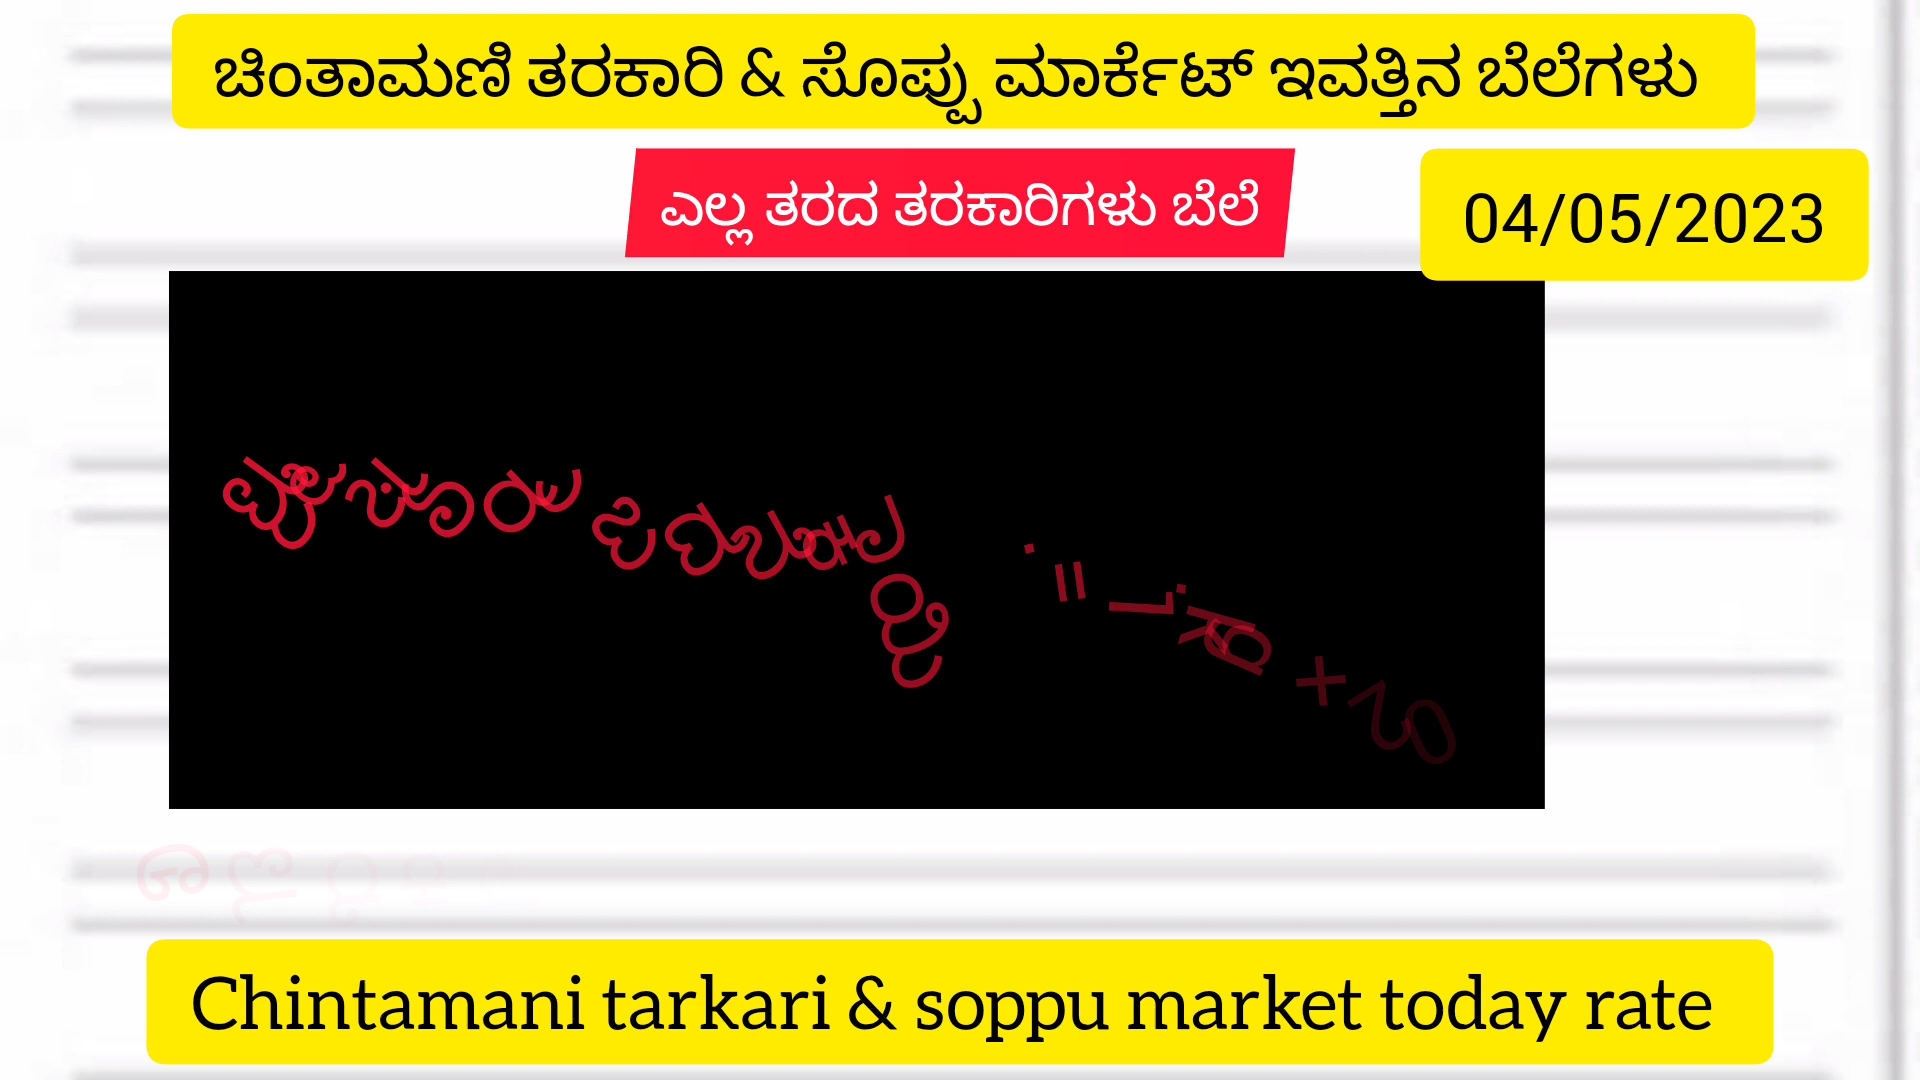 ಚಿಂತಾಮಣಿ ತರಕಾರಿ & ಸೊಪ್ಪು ಮಾರ್ಕೆಟ್ ಇವತ್ತಿನ ಬೆಲೆಗಳು
ಎಲ್ಲ ತರದ ತರಕಾರಿಗಳು ಬೆಲೆ
04/05/2023
Chintamani tarkari & soppu market today rate